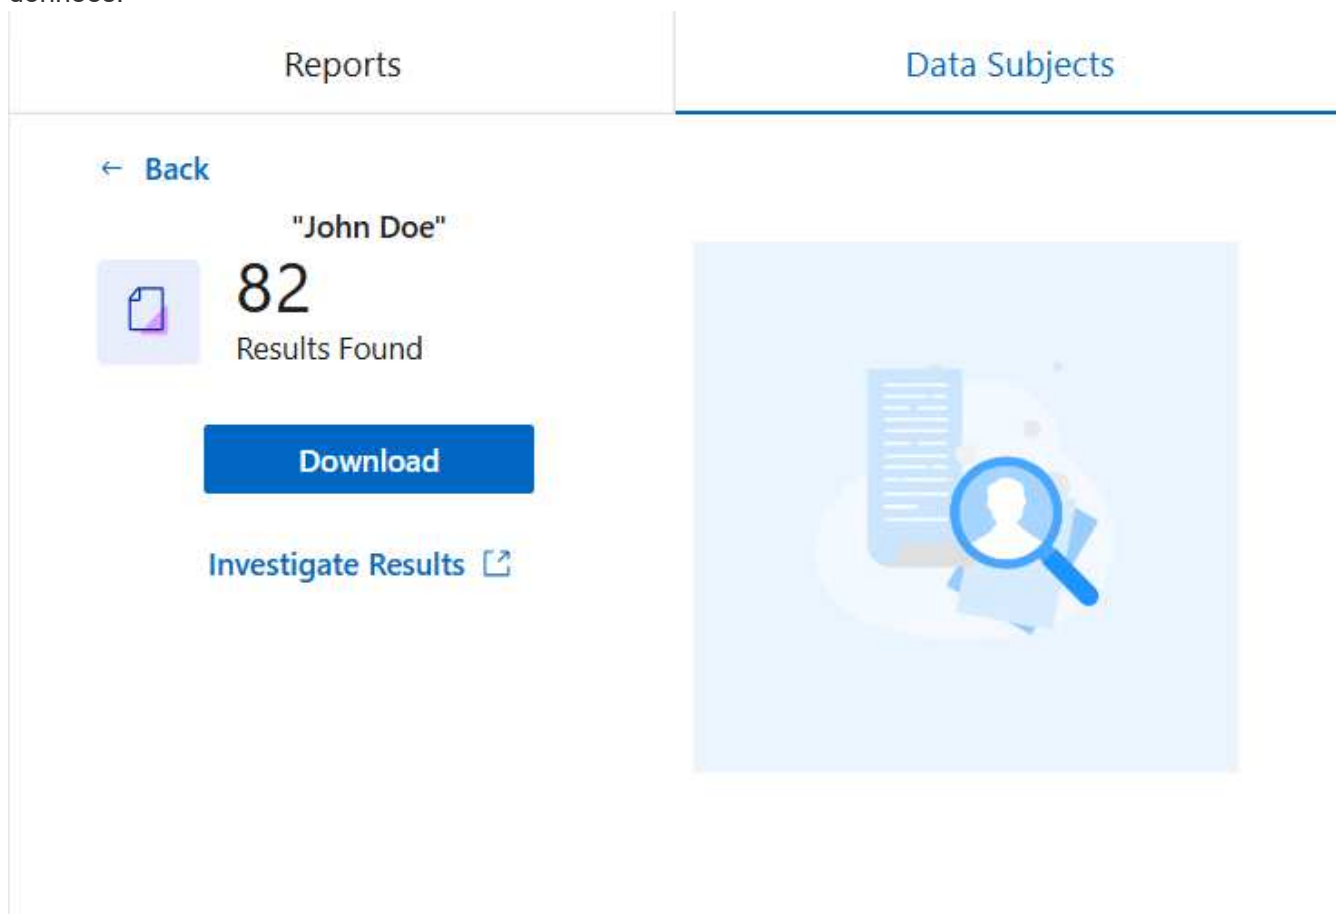 Reports
Data Subjects
← Back
"John Doe"
82
Results Found
Download
Investigate Results